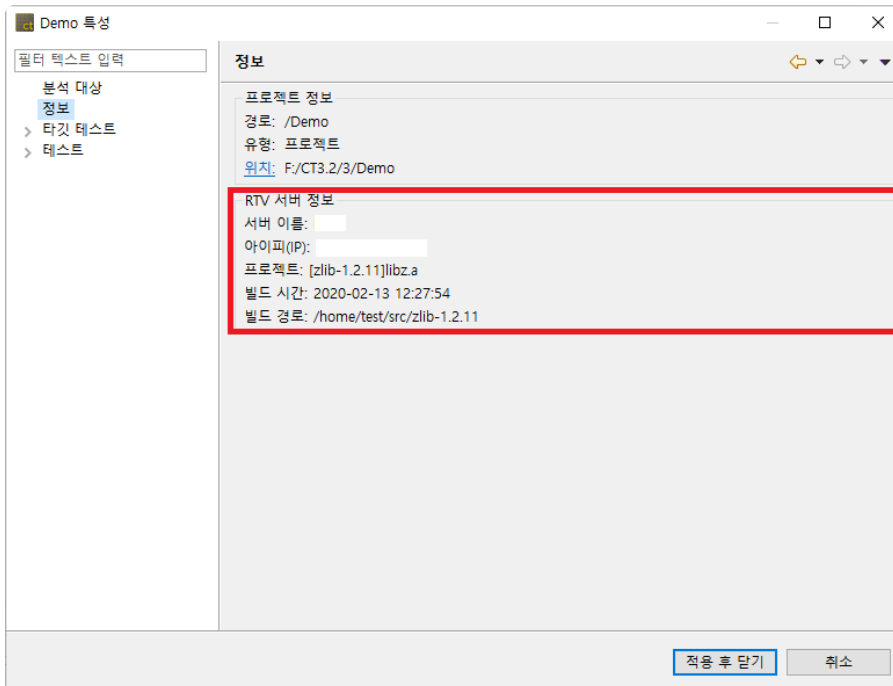 ct Demo 특성
필터 텍스트 입력
분석 대상
정보
타깃 테스트
테스트
정보
프로젝트 정보
경로: /Demo
유형: 프로젝트
위치: F:/CT3.2/3/Demo
RTV 서버 정보
서버 이름:
아이피(IP):
프로젝트: [zlib-1.2.11]libz.a
빌드 시간: 2020-02-13 12:27:54
빌드 경로: /home/test/src/zlib-1.2.11
적용 후 닫기
취소